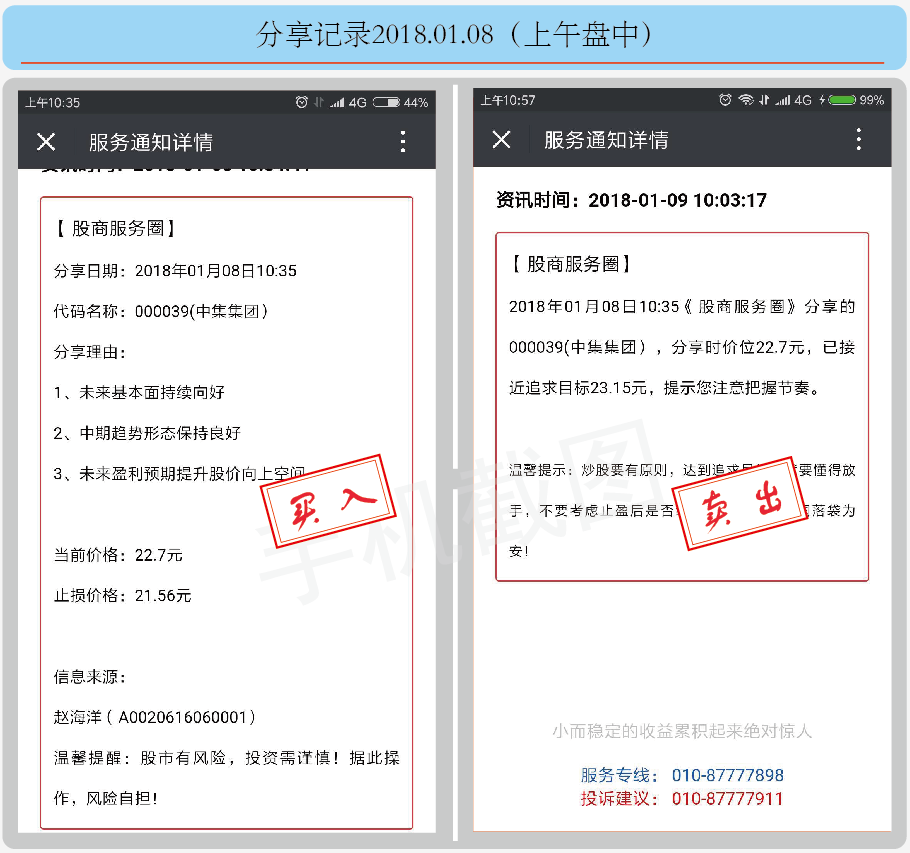 分享记录2018.01.08（上午盘中）
上午10:35
4G
44%
服务通知详情
【 股商服务圈】
分享日期：2018年01月08日10:35
代码名称：000039(中集集团）
分享理由：
1、未来基本面持续向好
2、中期趋势形态保持良好
3、未来盈利预期提升股价向上空间
买入
当前价格：22.7元
止损价格：21.56元
信息来源：
赵海洋（ A0020616060001）
温馨提醒：股市有风险，投资需谨慎！据此操
作，风险自担！
上午10:57
4G
99%
服务通知详情
资讯时间：2018-01-09 10:03:17
【 股商服务圈】
2018年01月08日10:35《 股商服务圈》分享的
000039(中集集团），分享时价位22.7元，已接
近追求目标23.15元，提示您注意把握节奏。
温馨提示：炒股要有原则，达到追求 要懂得放
手，不要考虑止盈后是否 落袋为
安！
卖出
小而稳定的收益累积起来绝对惊人
服务专线： 010-87777898
投诉建议： 010-87777911
手机截图